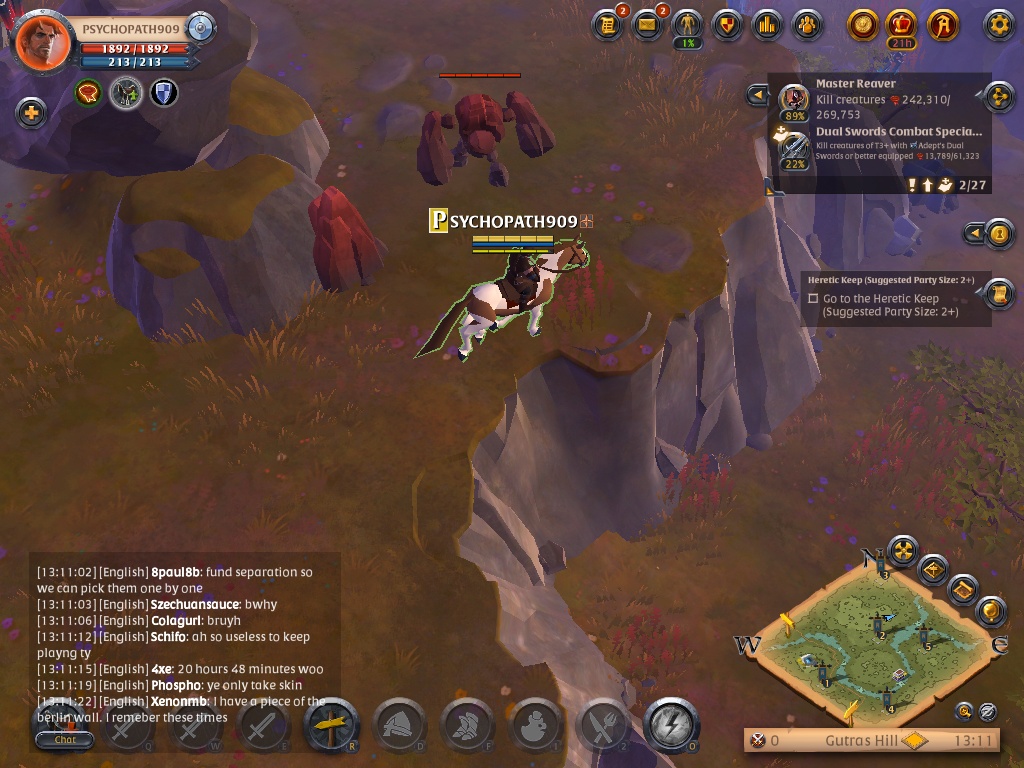 PSYCHOPATH909
1892 / 1892
213 / 213
2
2
1%
21h
Master Reaver
Kill creatures 242,310/
269,753
89%
Dual Swords Combat Specia...
Kill creatures of T3+ with Adept's Dual
Swords or better equipped 13,789/61,323
22%
2/27
PSYCHOPATH909
Heretic Keep (Suggested Party Size: 2+)
Go to the Heretic Keep
(Suggested Party Size: 2+)
[13:11:02] [English] 8paul8b: fund separation so
we can pick them one by one
[13:11:03] [English] Szechuansauce: bwhy
[13:11:06] [English] Colagurl: bruyh
[13:11:12] [English] Schifo: ah so useless to keep
playng ty
[13:11:15] [English] 4xe: 20 hours 48 minutes woo
[13:11:19] [English] Phospho: ye only take skin
[13:11:22] [English] Xenonmb: I have a piece of the
berlin wall. I remeber these times
Chat
Q
W
E
R
D
F
1
2
O
N
3
W
E
2
5
1
4
0
Gutras Hill
13:11